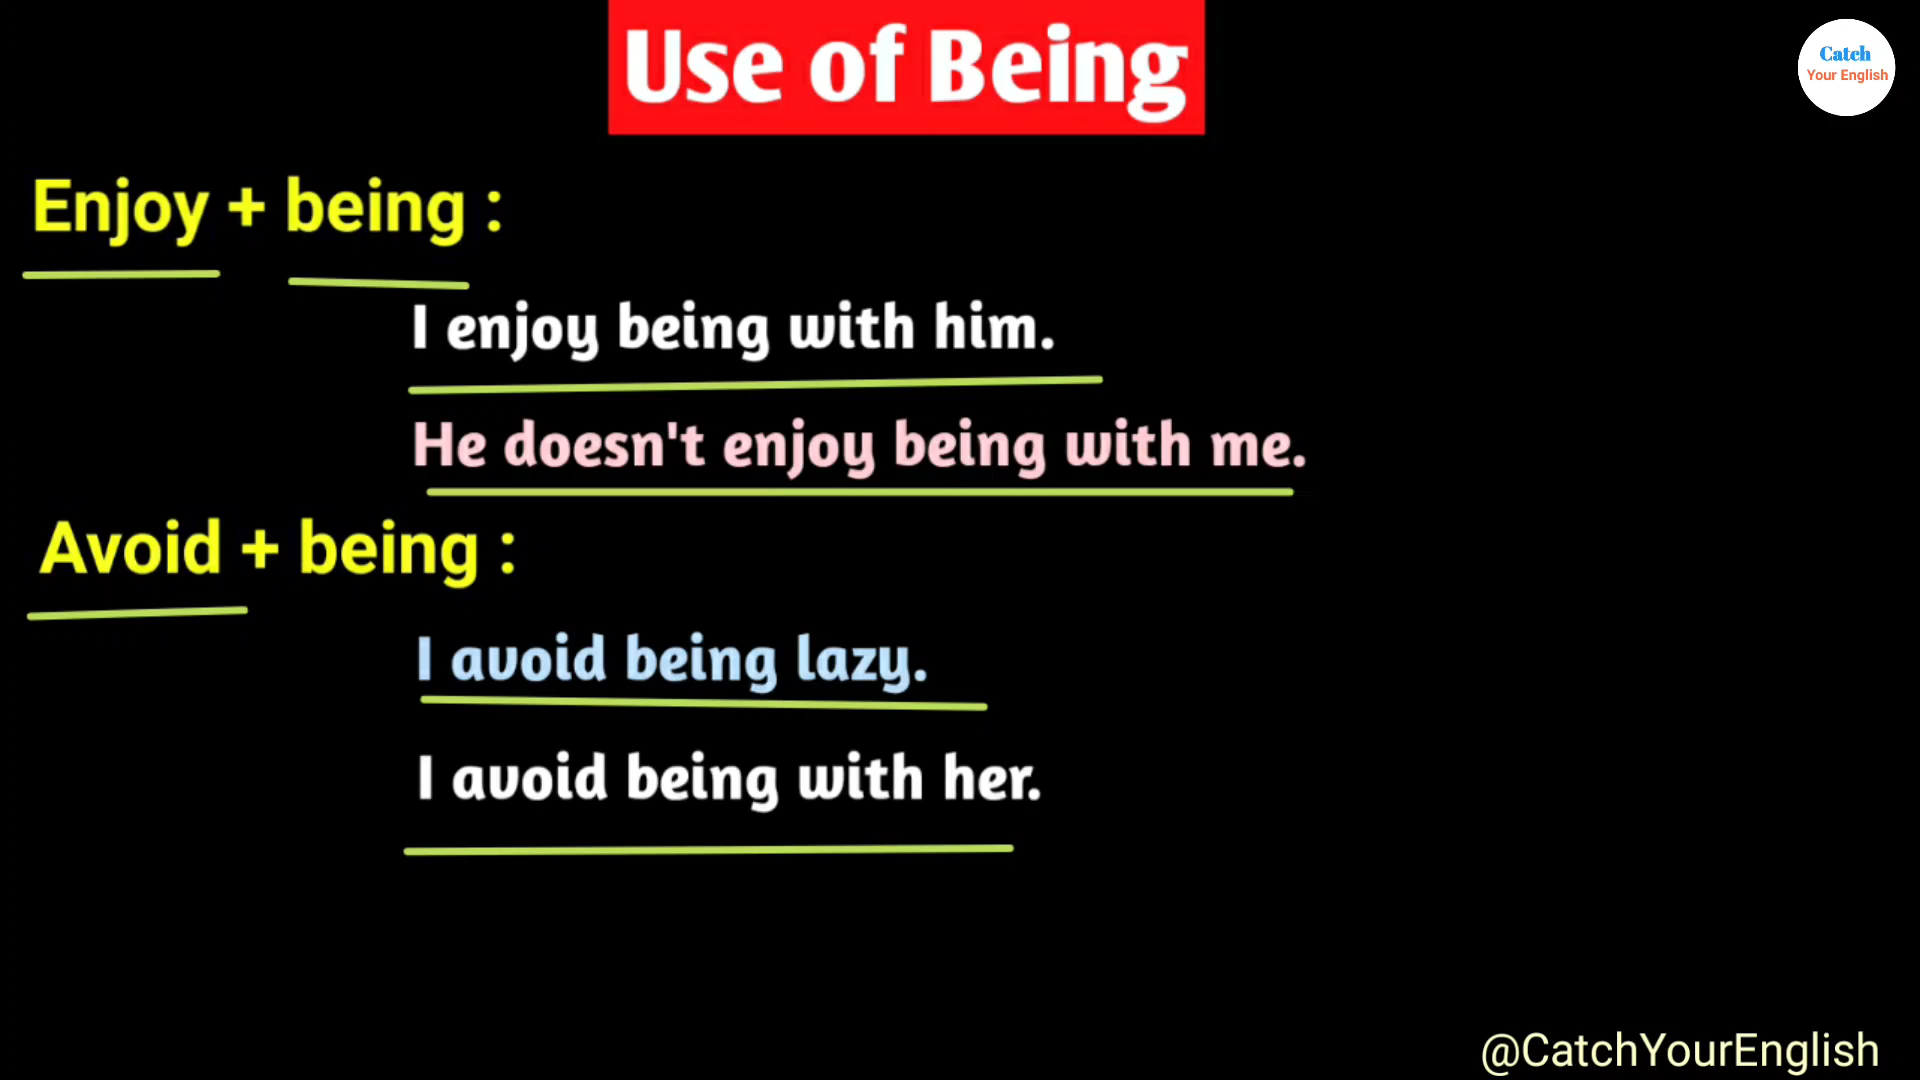 Use of Being
Catch
Your English
Enjoy + being :
I enjoy being with him.
He doesn't enjoy being with me.
Avoid + being :
I avoid being lazy.
I avoid being with her.
@CatchYourEnglish